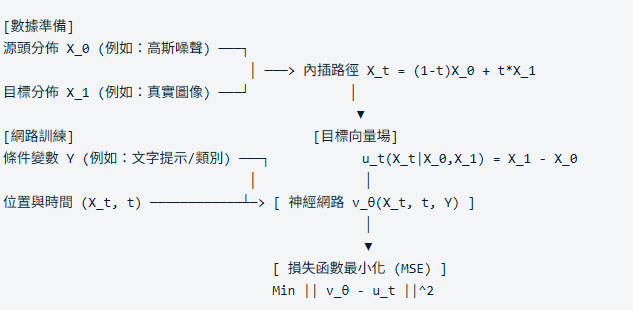 [數據準備]
源頭分佈 X_0 (例如：高斯噪聲) ───┐
│ ───> 內插路徑 X_t = (1-t)X_0 + t*X_1
目標分佈 X_1 (例如：真實圖像) ───┘ │
▼
[網路訓練] [目標向量場]
條件變數 Y (例如：文字提示/類別) ───┐ u_t(X_t|X_0,X_1) = X_1 - X_0
│ │
位置與時間 (X_t, t) ────────────┴─> [ 神經網路 v_θ(X_t, t, Y) ]
│
▼
[ 損失函數最小化 (MSE) ]
Min || v_θ - u_t ||^2